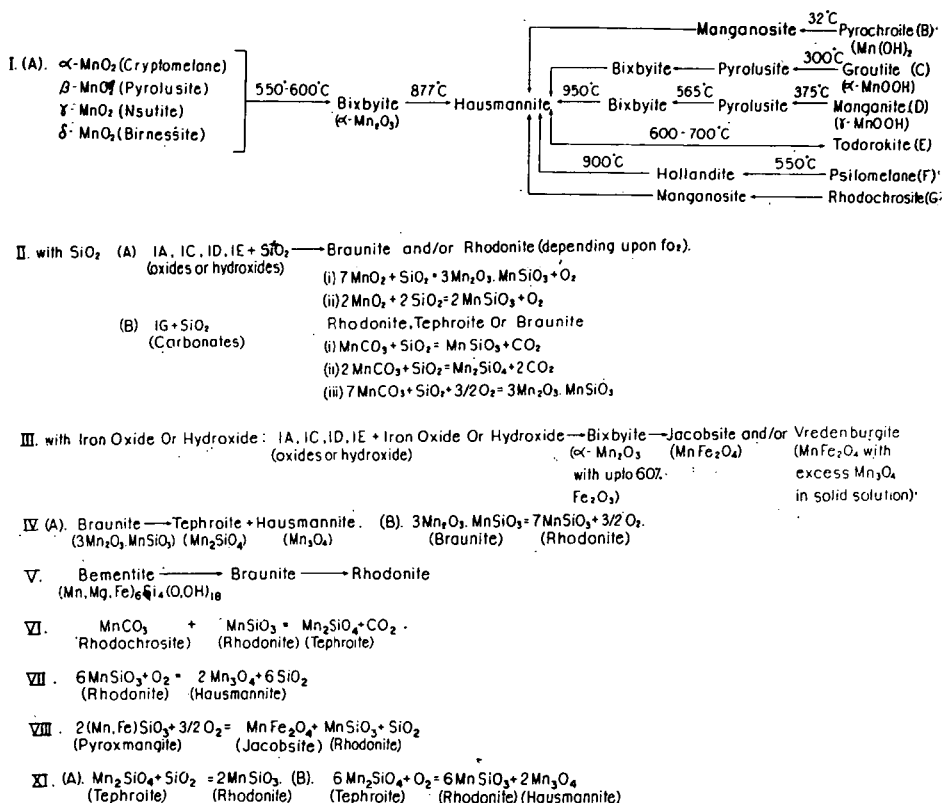 32°C
Manganosite Pyrochroite (B)
(Mn(OH)₂
I. (A). α-MnO₂ (Cryptomelane)
β-MnO (Pyrolusite)
γ-MnO₂ (Nsutite)
δ-MnO₂ (Birnessite)
550°-600°C Bixbyite 877°C Hausmannite
(α-Mn₂O₃)
300°C
Bixbyite Pyrolusite Groutite (C)
(α-MnOOH)
950°C Bixbyite 565°C Pyrolusite 375°C Manganite (D)
(γ-MnOOH)
600-700°C
Todorokite (E)
900°C Hollandite 550°C Psilomelane (F)
Manganosite Rhodochrosite (G)
II. with SiO₂ (A) IA, IC, ID, IE + SiO₂ → Braunite and/or Rhodonite (depending upon fo₂).
(oxides or hydroxides)
(i) 7MnO₂ + SiO₂ = 3Mn₂O₃. MnSiO₃ + O₂
(ii) 2MnO₂ + 2SiO₂ = 2MnSiO₃ + O₂
(B) IG + SiO₂ Rhodonite, Tephroite Or Braunite
(Carbonates)
(i) MnCO₃ + SiO₂ = MnSiO₃ + CO₂
(ii) 2MnCO₃ + SiO₂ = Mn₂SiO₄ + 2CO₂
(iii) 7MnCO₃ + SiO₂ + 3/2O₂ = 3Mn₂O₃. MnSiO₃
III. with Iron Oxide Or Hydroxide: IA, IC, ID, IE + Iron Oxide Or Hydroxide → Bixbyite → Jacobsite and/or Vredenburgite
(oxides or hydroxide) (α-Mn₂O₃ (MnFe₂O₄) (MnFe₂O₄ with
with upto 60% excess Mn₃O₄
Fe₂O₃) in solid solution).
IV (A). Braunite → Tephroite + Hausmannite. (B). 3Mn₂O₃. MnSiO₃ = 7MnSiO₃ + 3/2O₂.
(3Mn₂O₃. MnSiO₃) (Mn₂SiO₄) (Mn₃O₄) (Braunite) (Rhodonite)
V. Bementite → Braunite → Rhodonite
(Mn, Mg, Fe)₆Si₄(O,OH)₁₈
VI. MnCO₃ + MnSiO₃ = Mn₂SiO₄ + CO₂.
Rhodochrosite) (Rhodonite) (Tephroite)
VII. 6MnSiO₃ + O₂ = 2Mn₃O₄ + 6SiO₂
(Rhodonite) (Hausmannite)
VIII. 2(Mn,Fe)SiO₃ + 3/2O₂ = MnFe₂O₄ + MnSiO₃ + SiO₂
(Pyroxmangite) (Jacobsite) (Rhodonite)
XI. (A). Mn₂SiO₄ + SiO₂ = 2MnSiO₃. (B). 6Mn₂SiO₄ + O₂ = 6MnSiO₃ + 2Mn₃O₄
(Tephroite) (Rhodonite) (Tephroite) (Rhodonite) (Hausmannite)